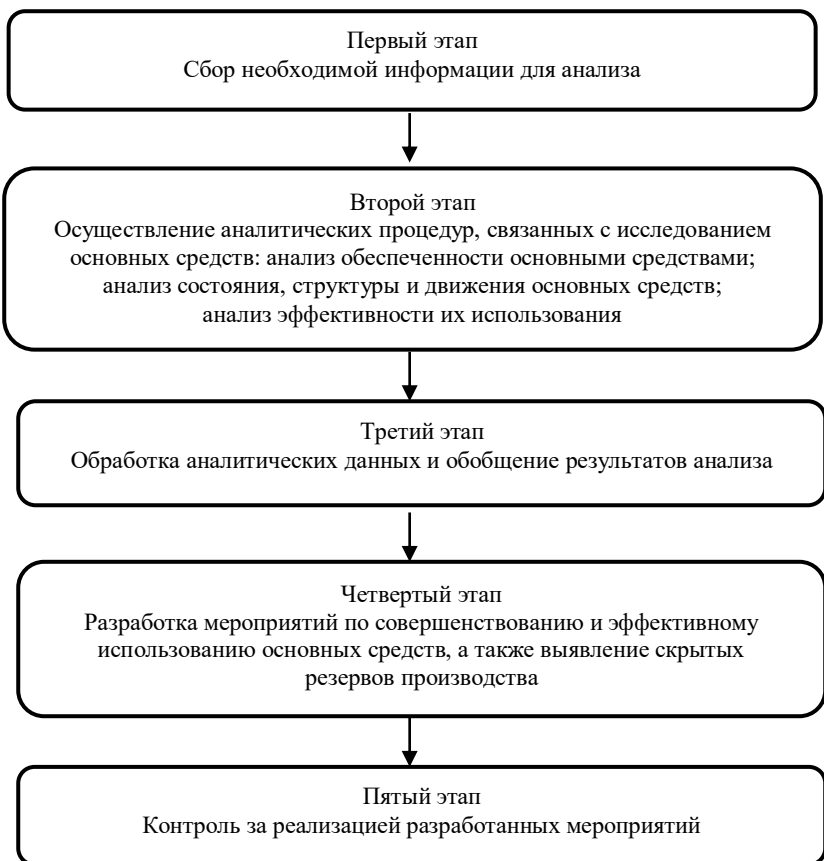 Первый этап
Сбор необходимой информации для анализа
Второй этап
Осуществление аналитических процедур, связанных с исследованием
основных средств: анализ обеспеченности основными средствами;
анализ состояния, структуры и движения основных средств;
анализ эффективности их использования
Третий этап
Обработка аналитических данных и обобщение результатов анализа
Четвертый этап
Разработка мероприятий по совершенствованию и эффективному
использованию основных средств, а также выявление скрытых
резервов производства
Пятый этап
Контроль за реализацией разработанных мероприятий